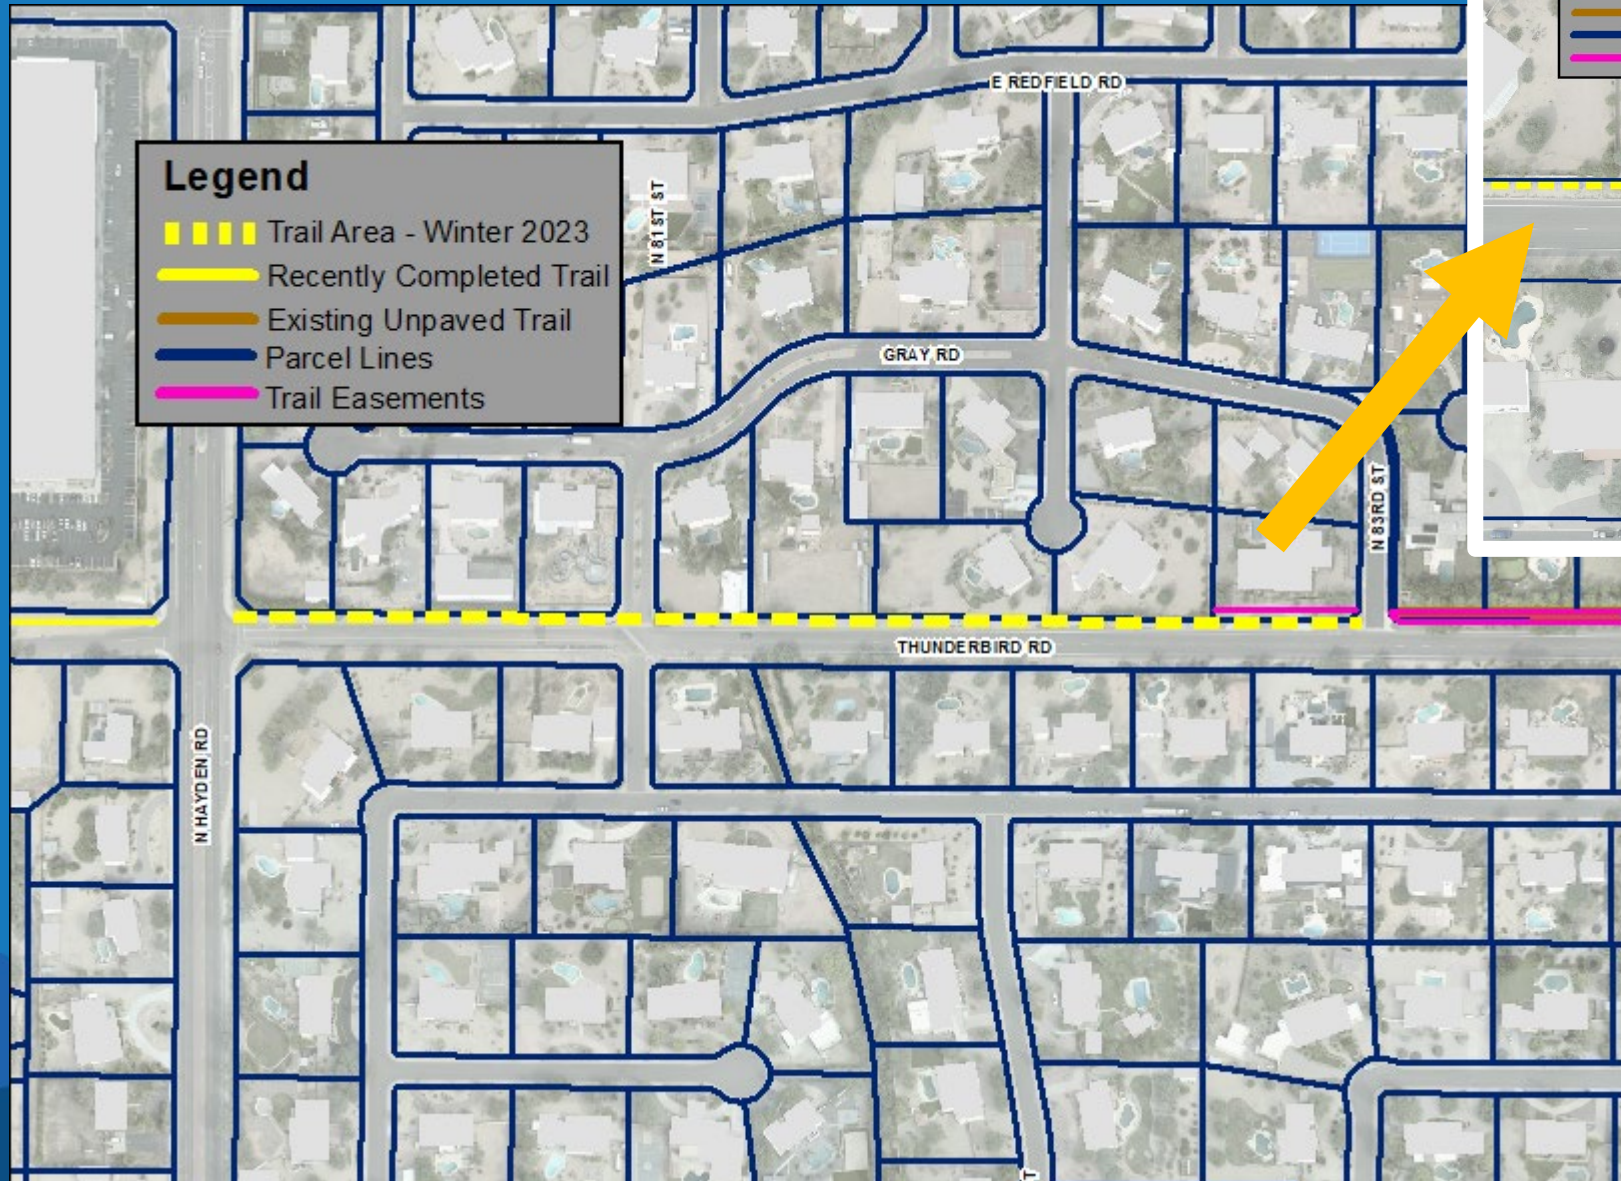 E REDFIELD RD
Legend
Trail Area - Winter 2023
Recently Completed Trail
Existing Unpaved Trail
Parcel Lines
Trail Easements
N 81ST ST
GRAY RD
N 83RD ST
THUNDERBIRD RD
N HAYDEN RD
T